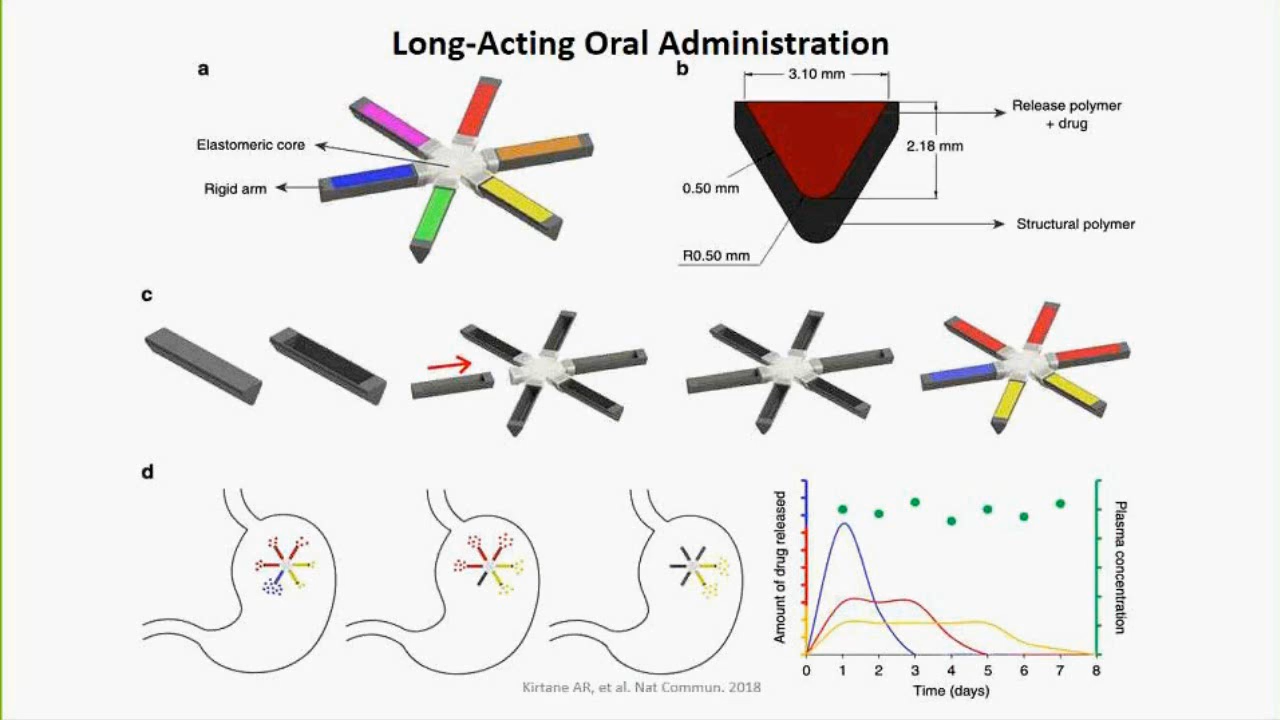 Long-Acting Oral Administration
a
Elastomeric core
Rigid arm
b
3.10 mm
Release polymer
+ drug
2.18 mm
0.50 mm
Structural polymer
R0.50 mm
c
d
Amount of drug released
Plasma concentration
0 1 2 3 4 5 6 7 8
Time (days)
Kirtane AR, et al. Nat Commun. 2018